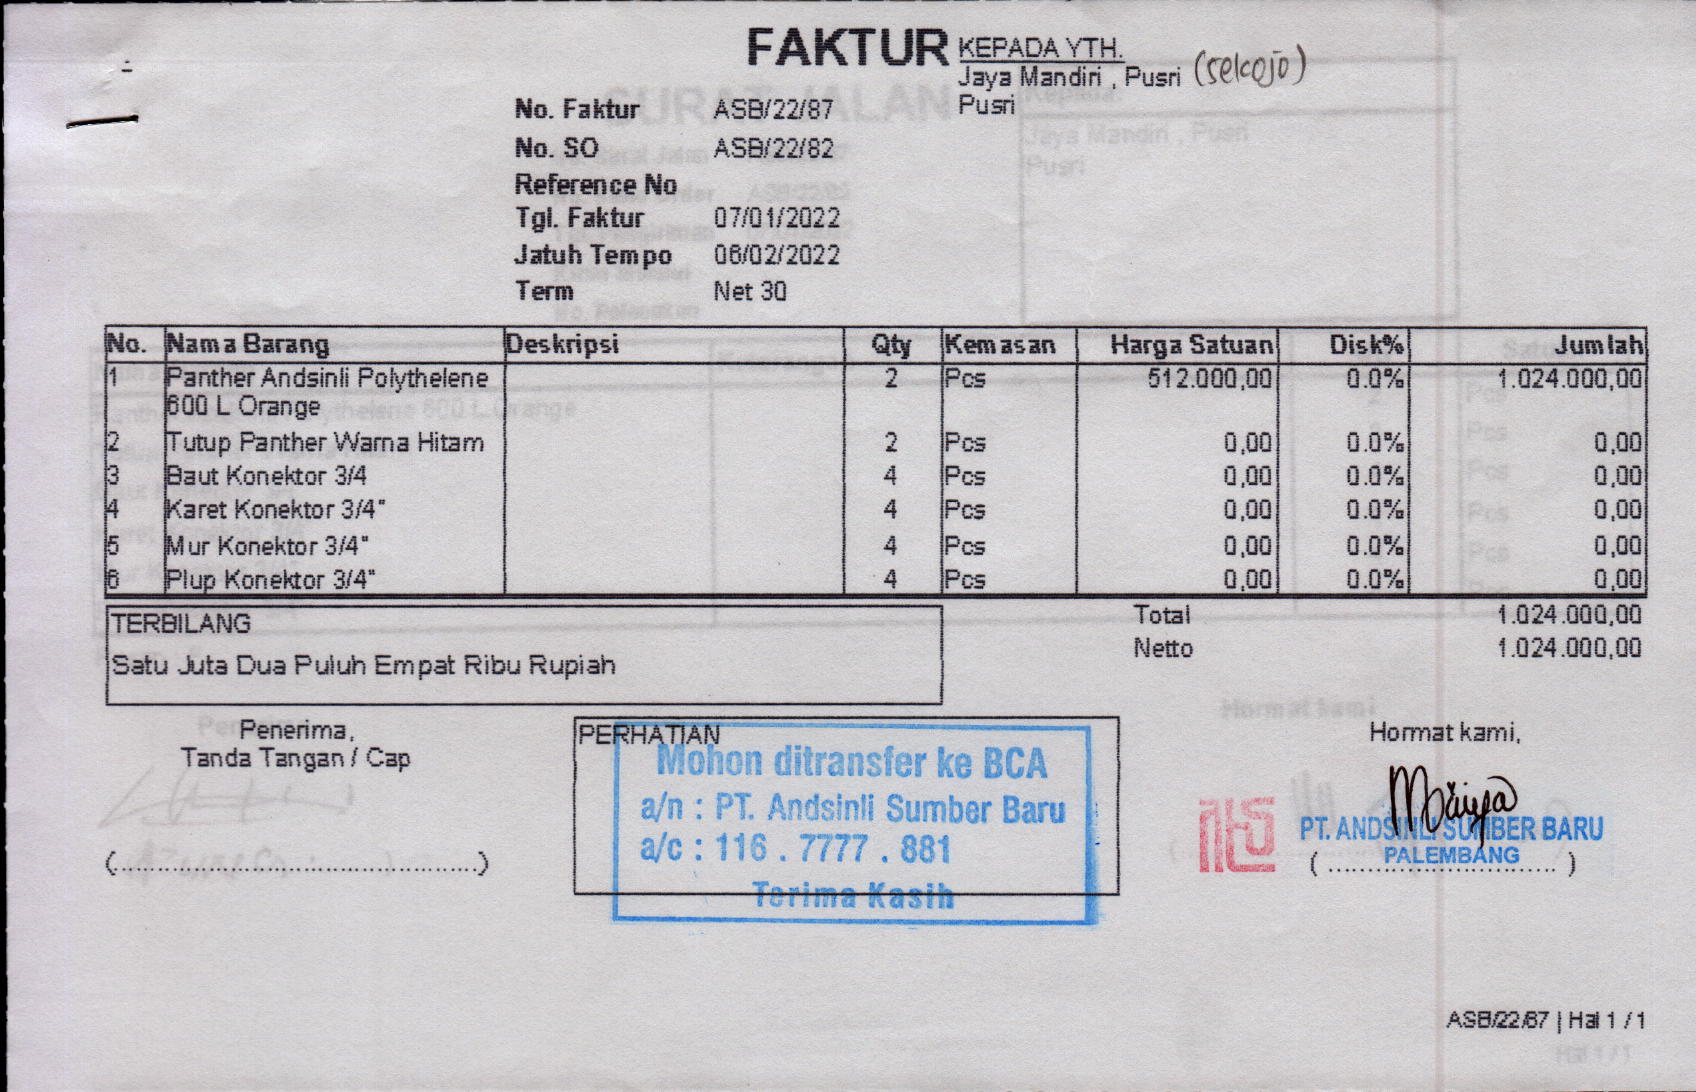 FAKTUR
KEPADA YTH.
Jaya Mandiri , Pusri (Selcojo)
Pusri
No. Faktur ASB/22/87
No. SO ASB/22/82
Reference No
Tgl. Faktur 07/01/2022
Jatuh Tempo 06/02/2022
Term Net 30
No. Nama Barang Deskripsi Qty Kemasan Harga Satuan Disk% Jumlah
1 Panther Andsinli Polythelene 2 Pcs 512.000,00 0.0% 1.024.000,00
600 L Orange
2 Tutup Panther Warna Hitam 2 Pcs 0,00 0.0% 0,00
3 Baut Konektor 3/4 4 Pcs 0,00 0.0% 0,00
4 Karet Konektor 3/4" 4 Pcs 0,00 0.0% 0,00
5 Mur Konektor 3/4" 4 Pcs 0,00 0.0% 0,00
6 Plup Konektor 3/4" 4 Pcs 0,00 0.0% 0,00
TERBILANG
Satu Juta Dua Puluh Empat Ribu Rupiah
Total 1.024.000,00
Netto 1.024.000,00
Penerima,
Tanda Tangan / Cap
(...............................................)
PERHATIAN
Mohon ditransfer ke BCA
a/n : PT. Andsinli Sumber Baru
a/c : 116 . 7777 . 881
Terima Kasih
Hormat kami,
PT. ANDSINLI SUMBER BARU
PALEMBANG
( ............................. )
ASB/22/87 | Hal 1 / 1
Hal 1 / 1